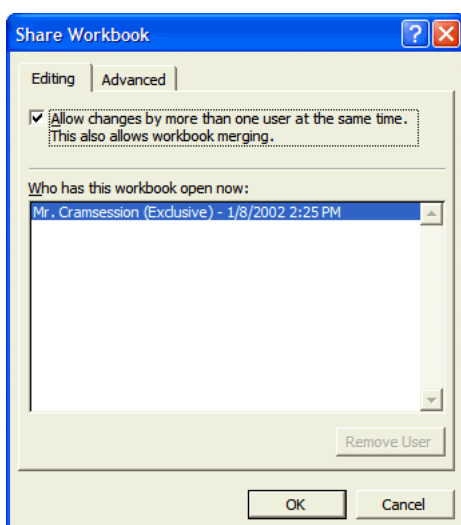 Share Workbook
Editing
Advanced
Allow changes by more than one user at the same time.
This also allows workbook merging.
Who has this workbook open now:
Mr. Cramsession (Exclusive) - 1/8/2002 2:25 PM
Remove User
OK
Cancel